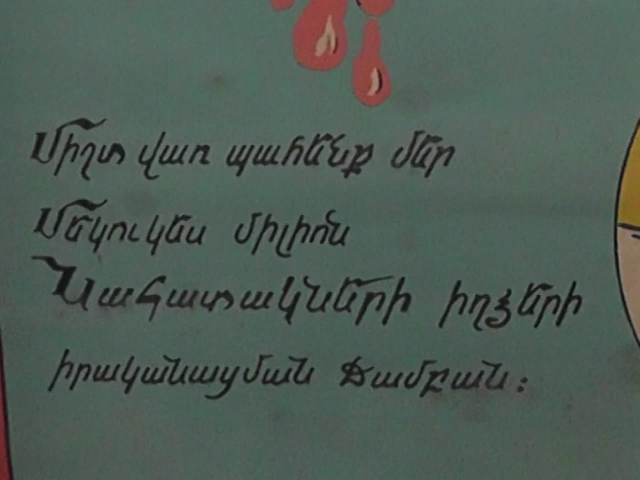 Միշտ վառ պահենք մեր
Մեկուկես միլիոն
Նահատակների իղձերի
իրականացման Ճամբան։